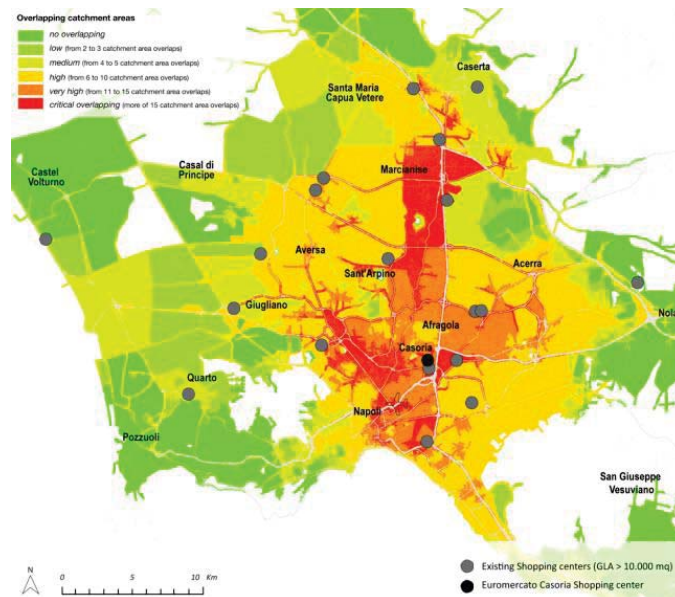 Overlapping catchment areas
no overlapping
low (from 2 to 3 catchment area overlaps)
medium (from 4 to 5 catchment area overlaps)
high (from 6 to 10 catchment area overlaps)
very high (from 11 to 15 catchment area overlaps)
critical overlapping (more of 15 catchment area overlaps)
Caserta
Santa Maria
Capua Vetere
Castel
Volturno
Casal di
Principe
Marcianise
Aversa
Sant'Arpino
Acerra
Giugliano
Afragola
Nola
Casoria
Quarto
Napoli
Pozzuoli
San Giuseppe
Vesuviano
N
0 5 10 Km
Existing Shopping centers (GLA > 10.000 mq)
Euromercato Casoria Shopping center